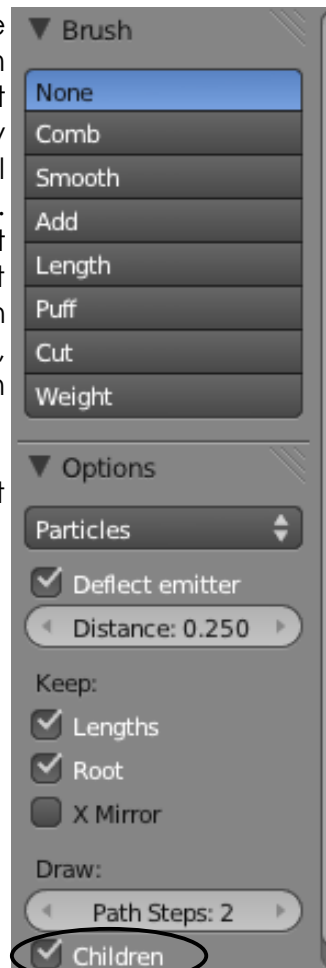 Brush
None
Comb
Smooth
Add
Length
Puff
Cut
Weight
Options
Particles
Deflect emitter
Distance: 0.250
Keep:
Lengths
Root
X Mirror
Draw:
Path Steps: 2
Children